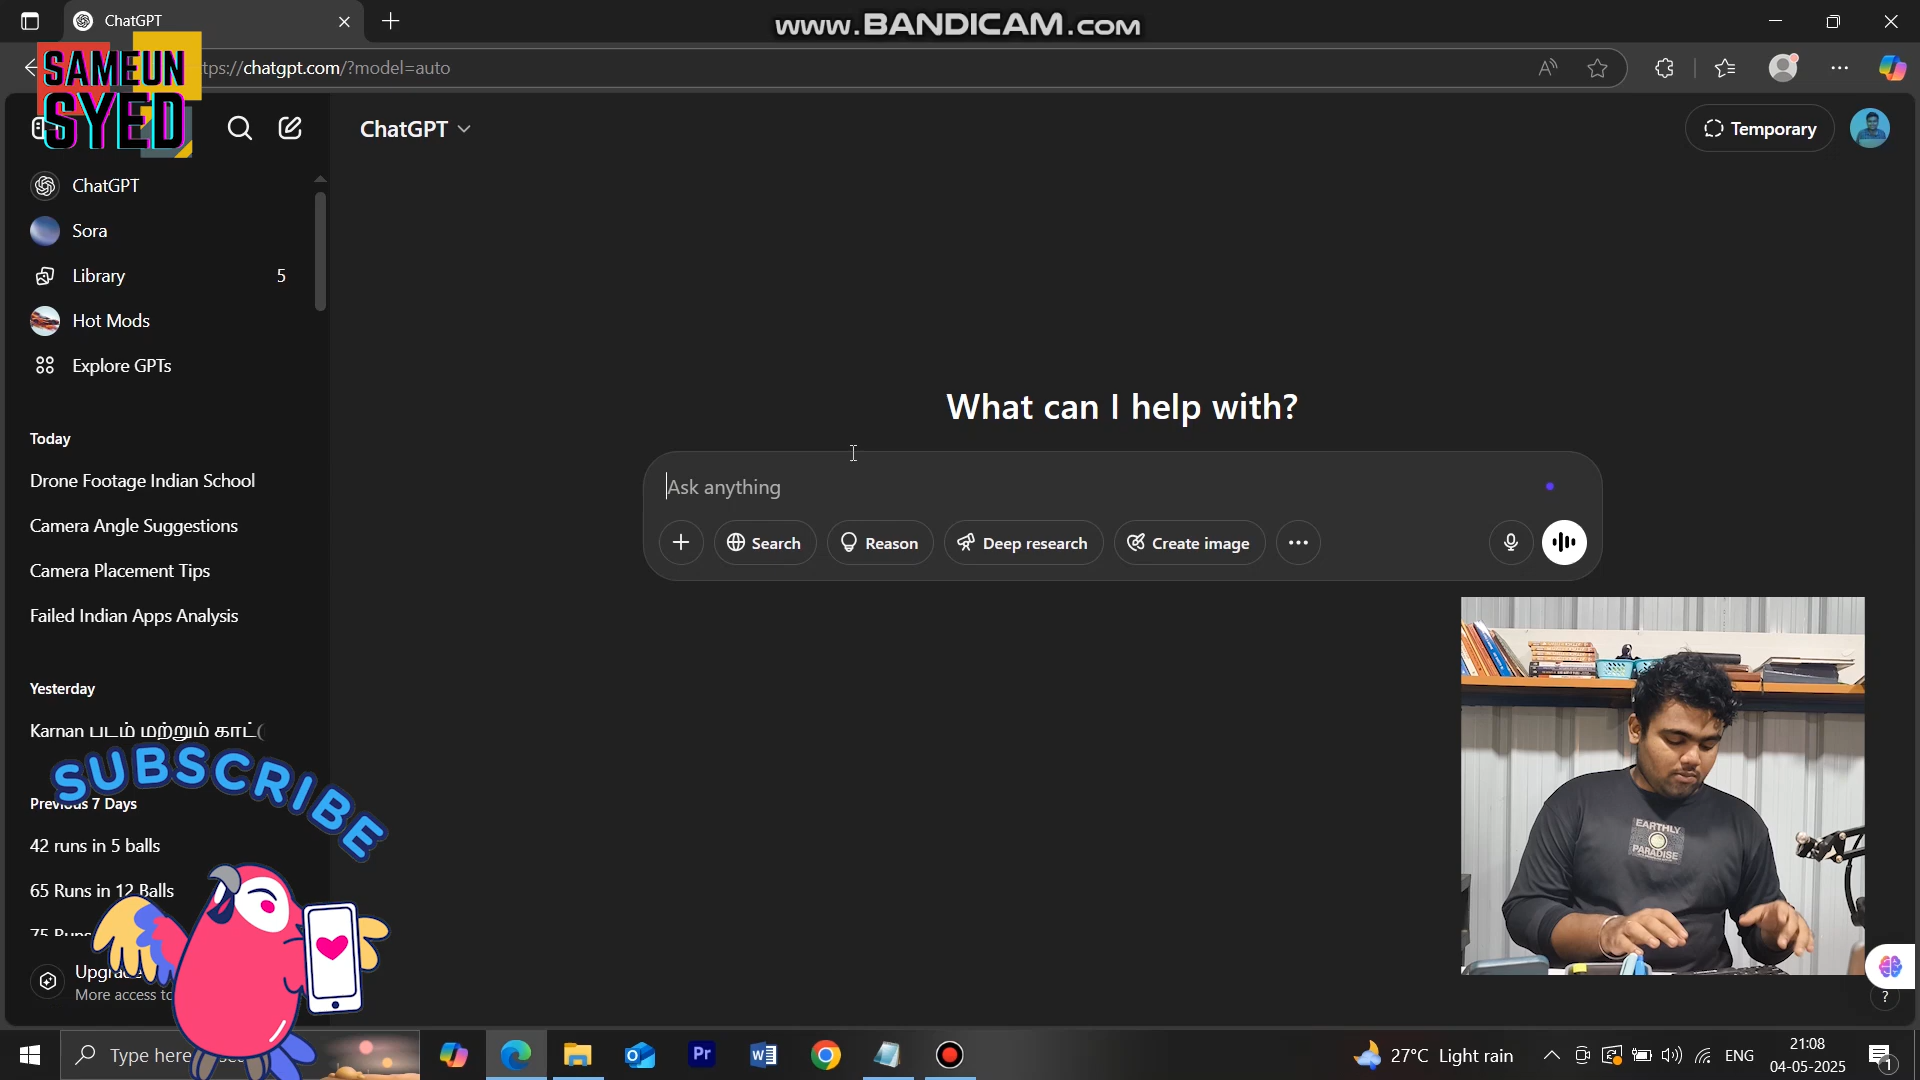 ChatGPT
www.BANDICAM.com
SAMEUN
SYED
tps://chatgpt.com/?model=auto
ChatGPT
Temporary
ChatGPT
Sora
Library 5
Hot Mods
Explore GPTs
Today
Drone Footage Indian School
Camera Angle Suggestions
Camera Placement Tips
Failed Indian Apps Analysis
Yesterday
Karnan படம் மற்றும்
SUBSCRIBE
Previous 7 Days
42 runs in 5 balls
65 Runs in 12 Balls
More access
What can I help with?
Ask anything
Search
Reason
Deep research
Create image
EARTHLY
PARADISE
?
Type here
Pr
27°C Light rain
ENG
21:08
04-05-2025
1